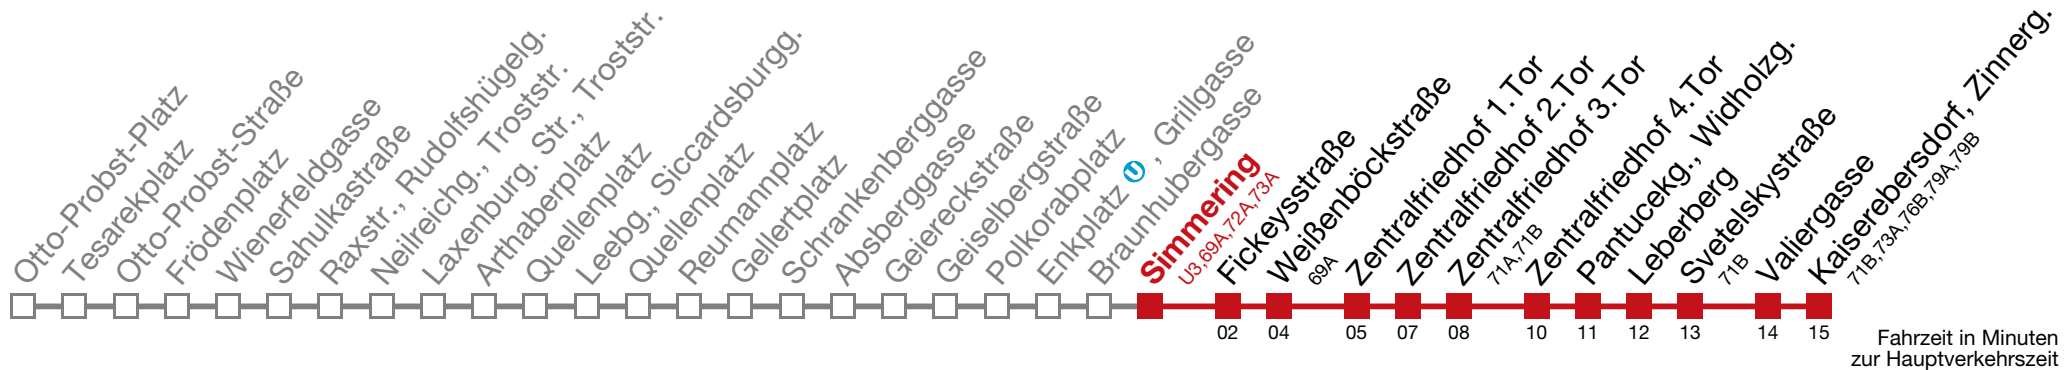 Otto-Probst-Platz
Tesarekplatz
Otto-Probst-Straße
Frödenplatz
Wienerfeldgasse
Sahulkastraße
Raxstr., Rudolfshügelg.
Neilreichg., Troststr.
Laxenburg. Str., Troststr.
Arthaberplatz
Quellenplatz
Leebg., Siccardsburgg.
Quellenplatz
Reumannplatz
Gellertplatz
Schrankenberggasse
Absberggasse
Geiereckstraße
Geiselbergstraße
Polkorabplatz
Enkplatz U, Grillgasse
Braunhubergasse
Simmering
U3,69A,72A,73A
Fickeysstraße
Weißenböckstraße
69A
Zentralfriedhof 1.Tor
Zentralfriedhof 2.Tor
Zentralfriedhof 3.Tor
71A,71B
Zentralfriedhof 4.Tor
Pantucekg., Widholzg.
Leberberg
Svetelskystraße
71B
Valiergasse
Kaiserebersdorf, Zinnerg.
71B,73A,76B,79A,79B
02 04 05 07 08 10 11 12 13 14 15
Fahrzeit in Minuten
zur Hauptverkehrszeit